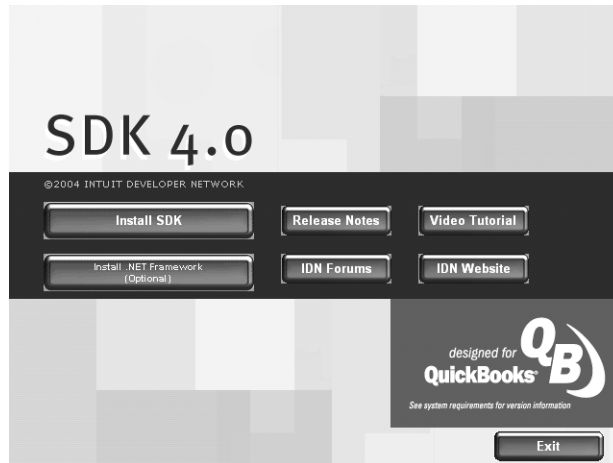 SDK 4.0
©2004 INTUIT DEVELOPER NETWORK
Install SDK
Release Notes
Video Tutorial
Install .NET Framework
(Optional)
IDN Forums
IDN Website
designed for
QuickBooks®
QB
See system requirements for version information
Exit